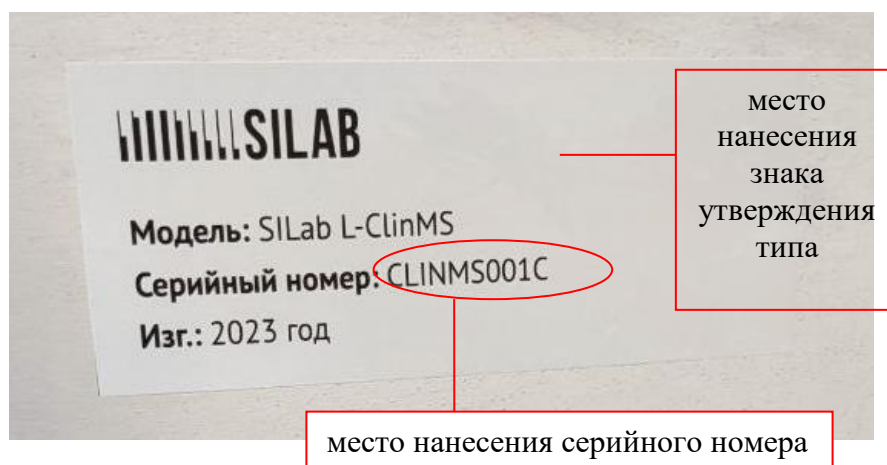 SILAB
Модель: SILab L-ClinMS
Серийный номер: CLINMS001C
Изг.: 2023 год
место
нанесения
знака
утверждения
типа
место нанесения серийного номера